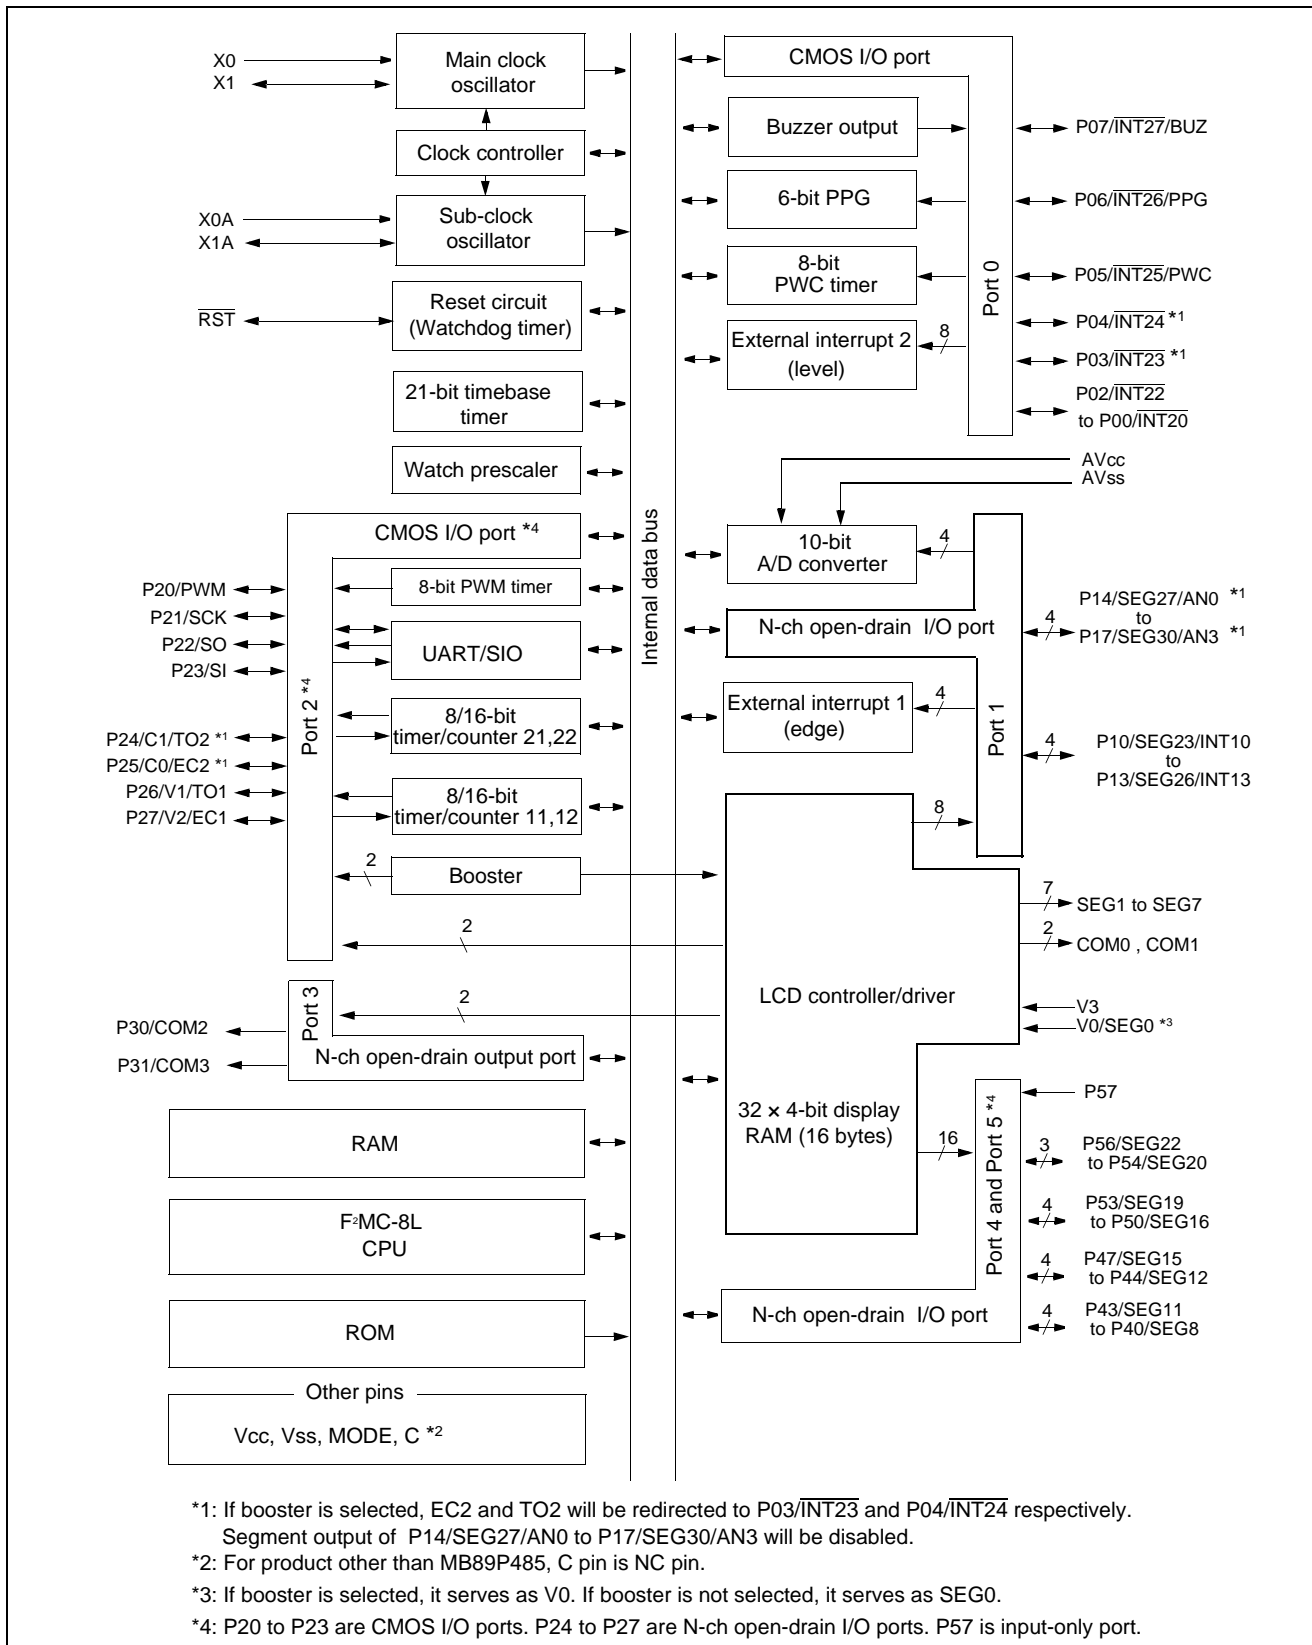 X0
X1
Main clock
oscillator
Clock controller
X0A
X1A
Sub-clock
oscillator
RST
Reset circuit
(Watchdog timer)
21-bit timebase
timer
Watch prescaler
CMOS I/O port *4
8-bit PWM timer
UART/SIO
8/16-bit
timer/counter 21,22
8/16-bit
timer/counter 11,12
2
Booster
Port 2 *4
P20/PWM
P21/SCK
P22/SO
P23/SI
P24/C1/TO2 *1
P25/C0/EC2 *1
P26/V1/TO1
P27/V2/EC1
2
2
Port 3
P30/COM2
P31/COM3
N-ch open-drain output port
RAM
F2MC-8L
CPU
ROM
Other pins
Vcc, Vss, MODE, C *2
Internal data bus
CMOS I/O port
Buzzer output
6-bit PPG
8-bit
PWC timer
External interrupt 2
(level)
8
Port 0
P07/INT27/BUZ
P06/INT26/PPG
P05/INT25/PWC
P04/INT24 *1
P03/INT23 *1
P02/INT22
to P00/INT20
AVcc
AVss
10-bit
A/D converter
4
N-ch open-drain I/O port
External interrupt 1
(edge)
4
Port 1
4
P14/SEG27/AN0 *1
to
P17/SEG30/AN3 *1
4
P10/SEG23/INT10
to
P13/SEG26/INT13
8
LCD controller/driver
32 × 4-bit display
RAM (16 bytes)
7
SEG1 to SEG7
2
COM0 , COM1
V3
V0/SEG0 *3
16
Port 4 and Port 5 *4
P57
3
P56/SEG22
to P54/SEG20
4
P53/SEG19
to P50/SEG16
4
P47/SEG15
to P44/SEG12
4
P43/SEG11
to P40/SEG8
N-ch open-drain I/O port
*1: If booster is selected, EC2 and TO2 will be redirected to P03/INT23 and P04/INT24 respectively.
Segment output of P14/SEG27/AN0 to P17/SEG30/AN3 will be disabled.
*2: For product other than MB89P485, C pin is NC pin.
*3: If booster is selected, it serves as V0. If booster is not selected, it serves as SEG0.
*4: P20 to P23 are CMOS I/O ports. P24 to P27 are N-ch open-drain I/O ports. P57 is input-only port.